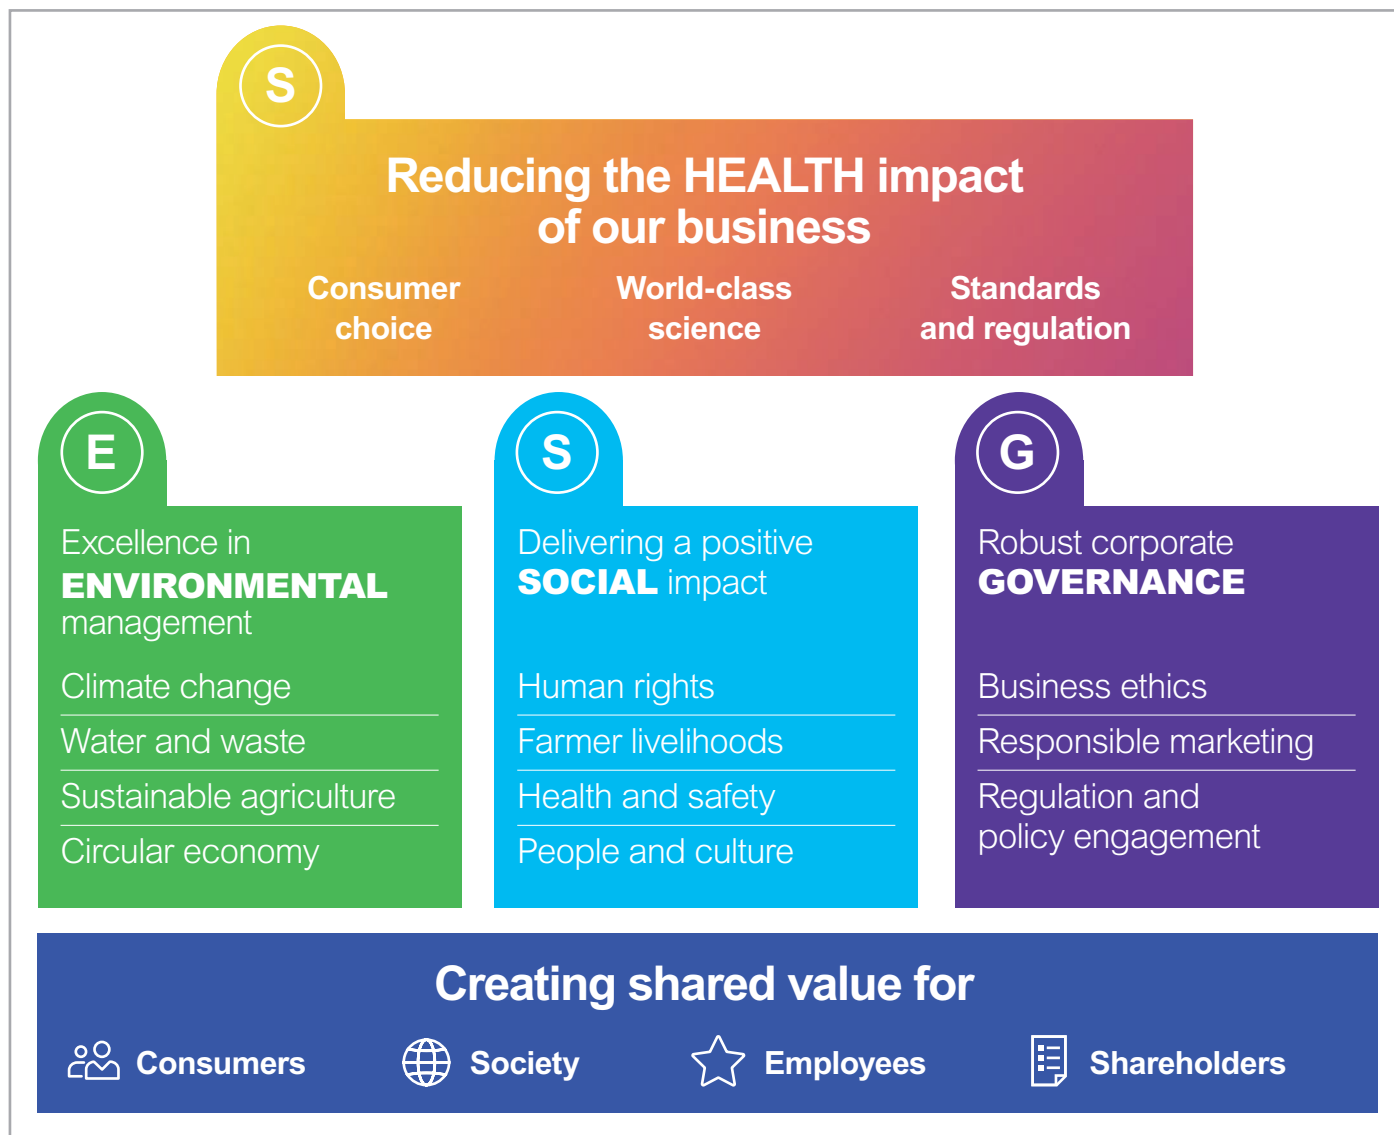 S
Reducing the HEALTH impact
of our business
Consumer
choice
World-class
science
Standards
and regulation
E
Excellence in
ENVIRONMENTAL
management
Climate change
Water and waste
Sustainable agriculture
Circular economy
S
Delivering a positive
SOCIAL impact
Human rights
Farmer livelihoods
Health and safety
People and culture
G
Robust corporate
GOVERNANCE
Business ethics
Responsible marketing
Regulation and
policy engagement
Creating shared value for
Consumers
Society
Employees
Shareholders